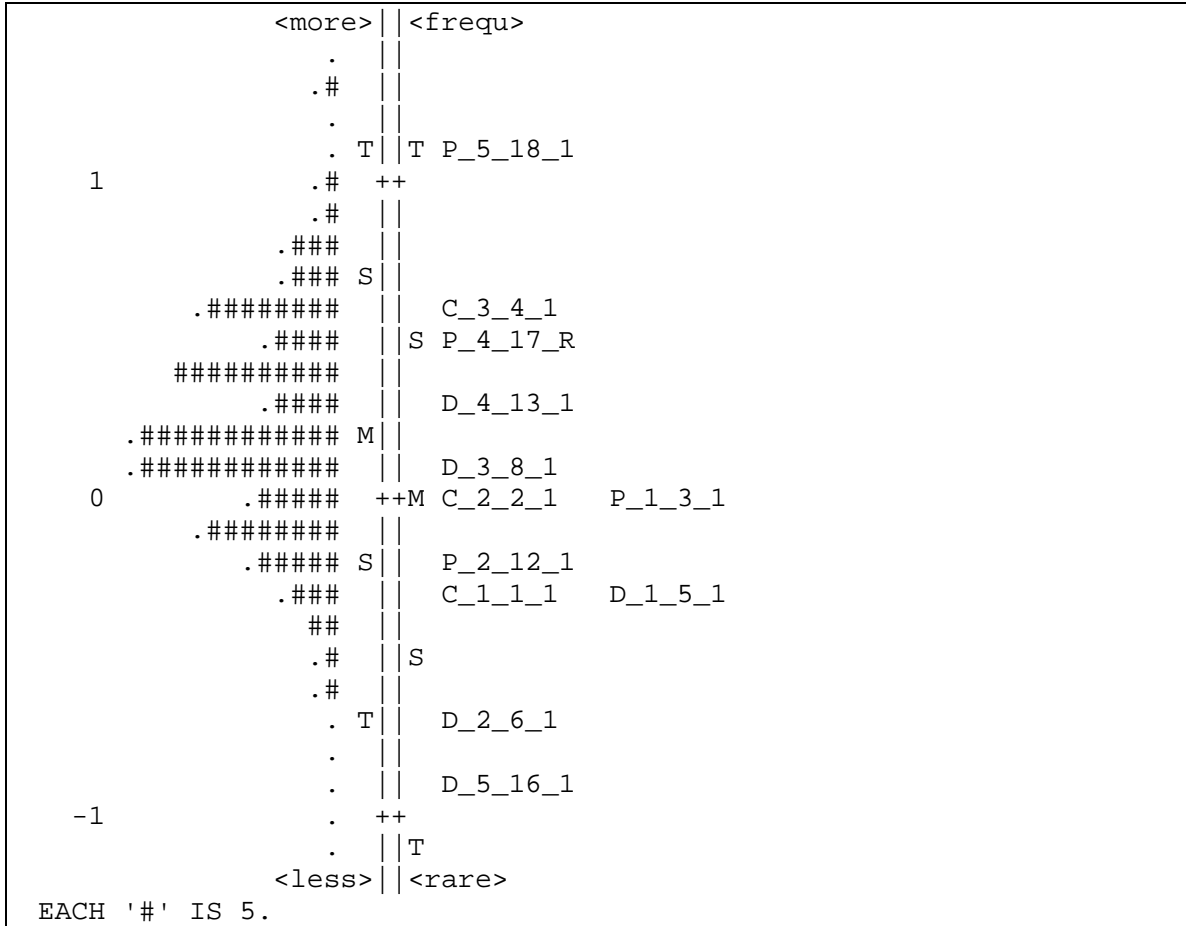 <more>||<frequ>
. ||
.# ||
. ||
. T||T P_5_18_1
1 .# ++
.# ||
.### ||
.### S||
.######## || C_3_4_1
.#### ||S P_4_17_R
########## ||
.#### || D_4_13_1
.############ M||
.############ || D_3_8_1
0 .##### ++M C_2_2_1 P_1_3_1
.######## ||
.##### S|| P_2_12_1
.### || C_1_1_1 D_1_5_1
## ||
.# ||S
.# ||
. T|| D_2_6_1
. ||
. || D_5_16_1
-1 . ++
. ||T
<less>||<rare>
EACH '#' IS 5.